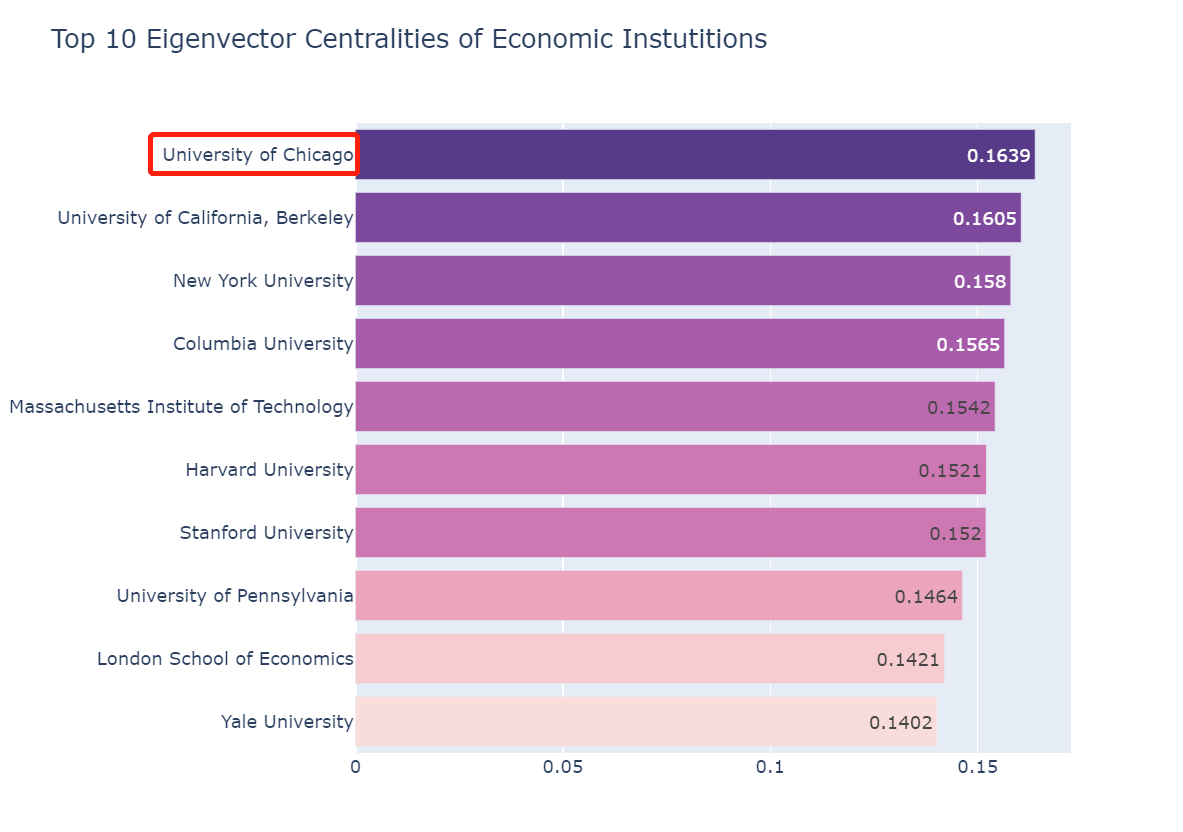 Top 10 Eigenvector Centralities of Economic Instutitions
University of Chicago 0.1639
University of California, Berkeley 0.1605
New York University 0.158
Columbia University 0.1565
Massachusetts Institute of Technology 0.1542
Harvard University 0.1521
Stanford University 0.152
University of Pennsylvania 0.1464
London School of Economics 0.1421
Yale University 0.1402
0 0.05 0.1 0.15